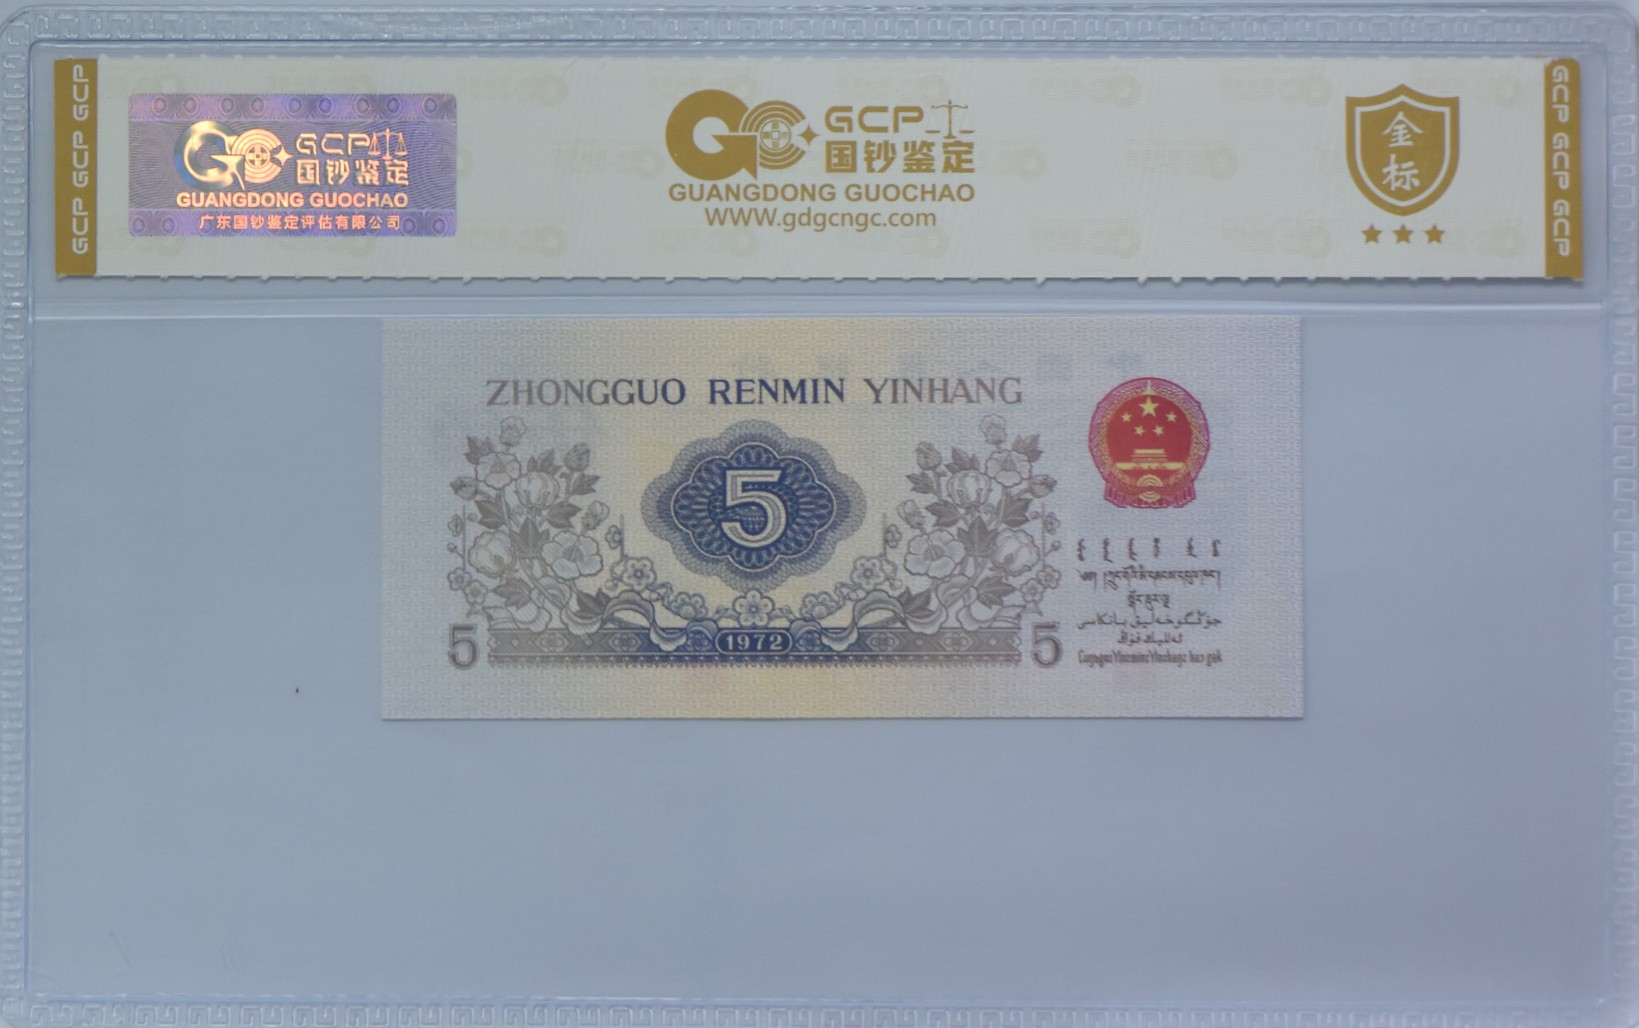 GCP GCP GCP
GCP
国钞鉴定
GUANGDONG GUOCHAO
广东国钞鉴定评估有限公司
GCP
国钞鉴定
GUANGDONG GUOCHAO
WWW.gdgcngc.com
金
标
GCP GCP GCP
ZHONGGUO RENMIN YINHANG
5
1972
5
5